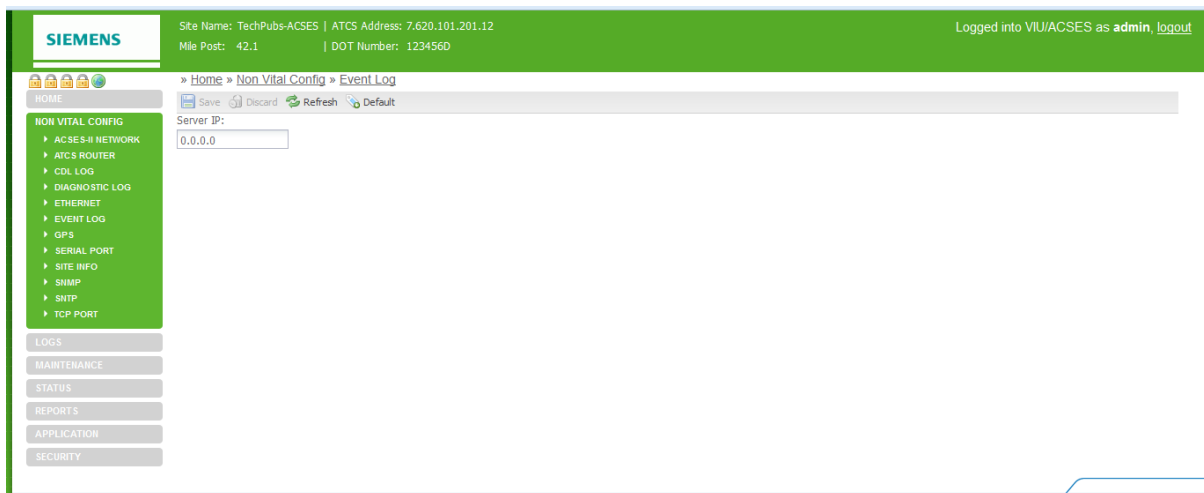 SIEMENS
Site Name: TechPubs-ACSES | ATCS Address: 7.620.101.201.12
Mile Post: 42.1 | DOT Number: 123456D
Logged into VIU/ACSES as admin, logout
» Home » Non Vital Config » Event Log
HOME
Save Discard Refresh Default
NON VITAL CONFIG
ACSES-II NETWORK
ATCS ROUTER
CDL LOG
DIAGNOSTIC LOG
ETHERNET
EVENT LOG
GPS
SERIAL PORT
SITE INFO
SNMP
SNTP
TCP PORT
Server IP:
0.0.0.0
LOGS
MAINTENANCE
STATUS
REPORTS
APPLICATION
SECURITY